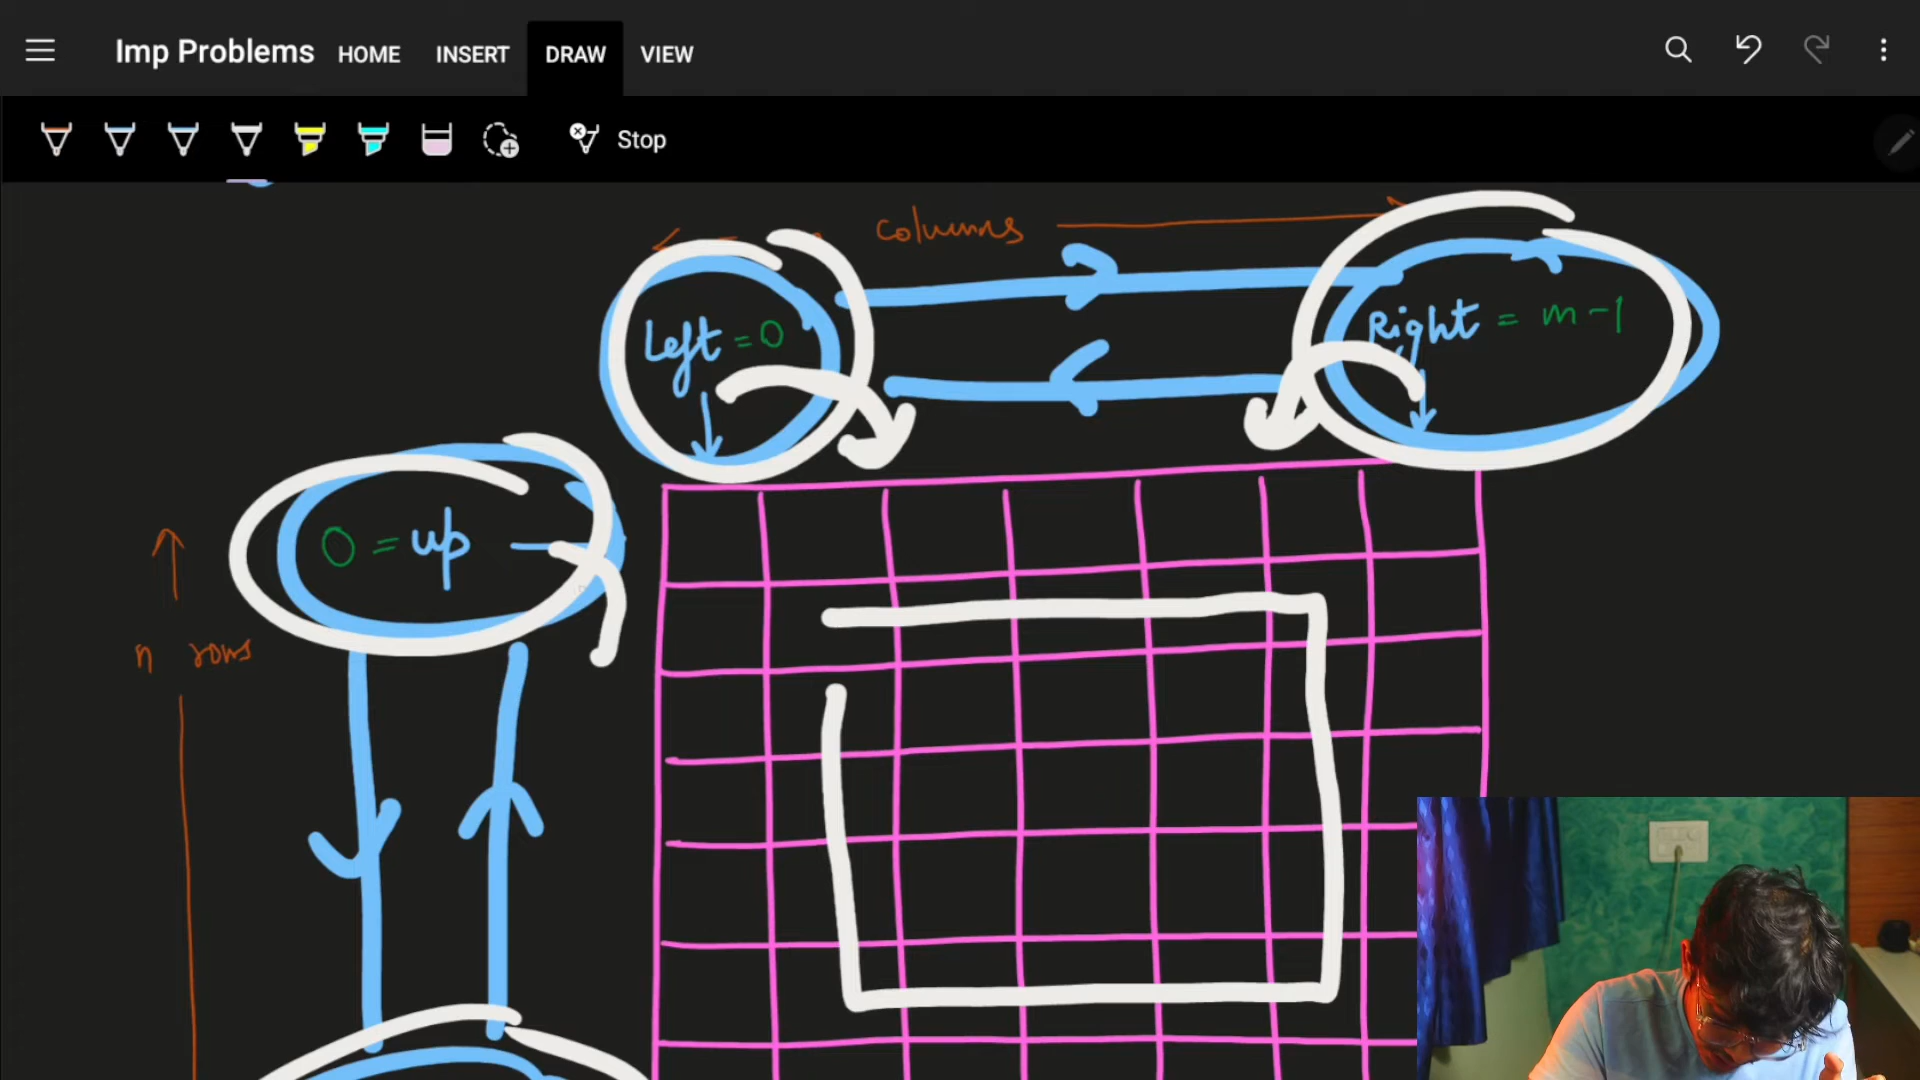 Imp Problems HOME INSERT DRAW VIEW
Stop
columns
Left = 0
Right = m-1
0 = up
n rows